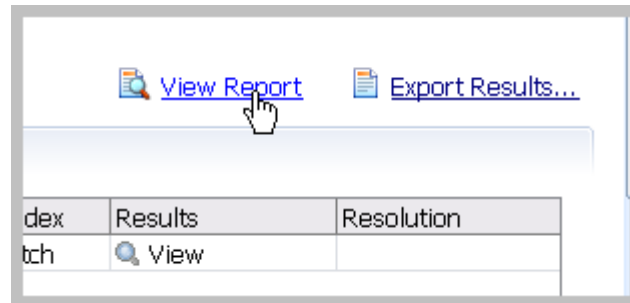 View Report Export Results...
dex Results Resolution
tch View